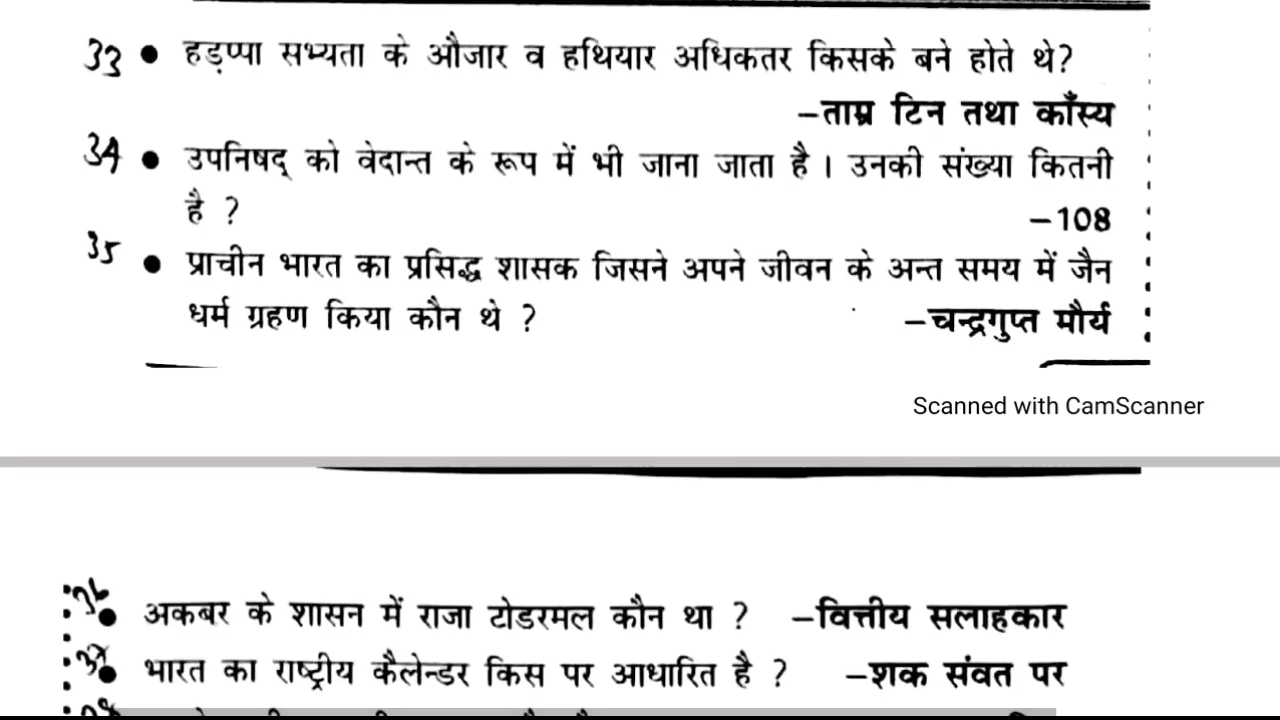 33 • हड़प्पा सभ्यता के औजार व हथियार अधिकतर किसके बने होते थे?
–ताम्र टिन तथा काँस्य
34 • उपनिषद् को वेदान्त के रूप में भी जाना जाता है। उनकी संख्या कितनी
है ? –108
35 • प्राचीन भारत का प्रसिद्ध शासक जिसने अपने जीवन के अन्त समय में जैन
धर्म ग्रहण किया कौन थे ? –चन्द्रगुप्त मौर्य
Scanned with CamScanner
36 • अकबर के शासन में राजा टोडरमल कौन था ? –वित्तीय सलाहकार
37 • भारत का राष्ट्रीय कैलेन्डर किस पर आधारित है ? –शक संवत पर